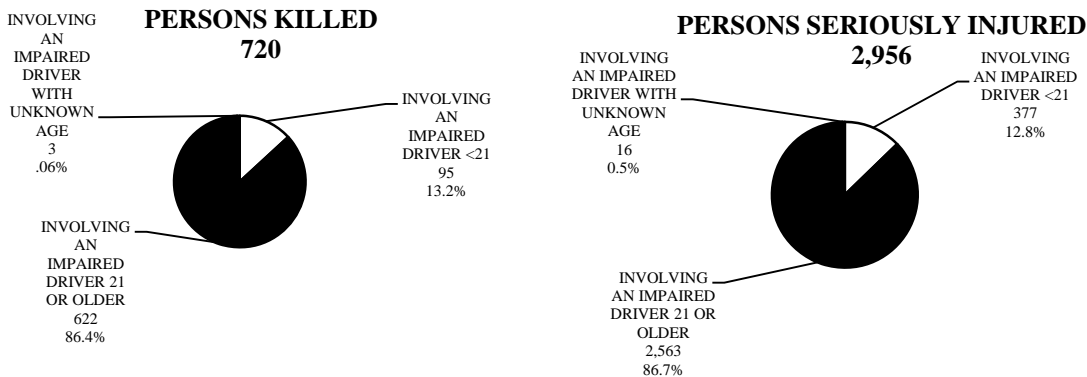 PERSONS KILLED
720
INVOLVING
AN
IMPAIRED
DRIVER
WITH
UNKNOWN
AGE
3
.06%
INVOLVING
AN
IMPAIRED
DRIVER <21
95
13.2%
INVOLVING
AN
IMPAIRED
DRIVER 21
OR OLDER
622
86.4%
PERSONS SERIOUSLY INJURED
2,956
INVOLVING
AN IMPAIRED
DRIVER WITH
UNKNOWN
AGE
16
0.5%
INVOLVING
AN IMPAIRED
DRIVER <21
377
12.8%
INVOLVING
AN IMPAIRED
DRIVER 21 OR
OLDER
2,563
86.7%